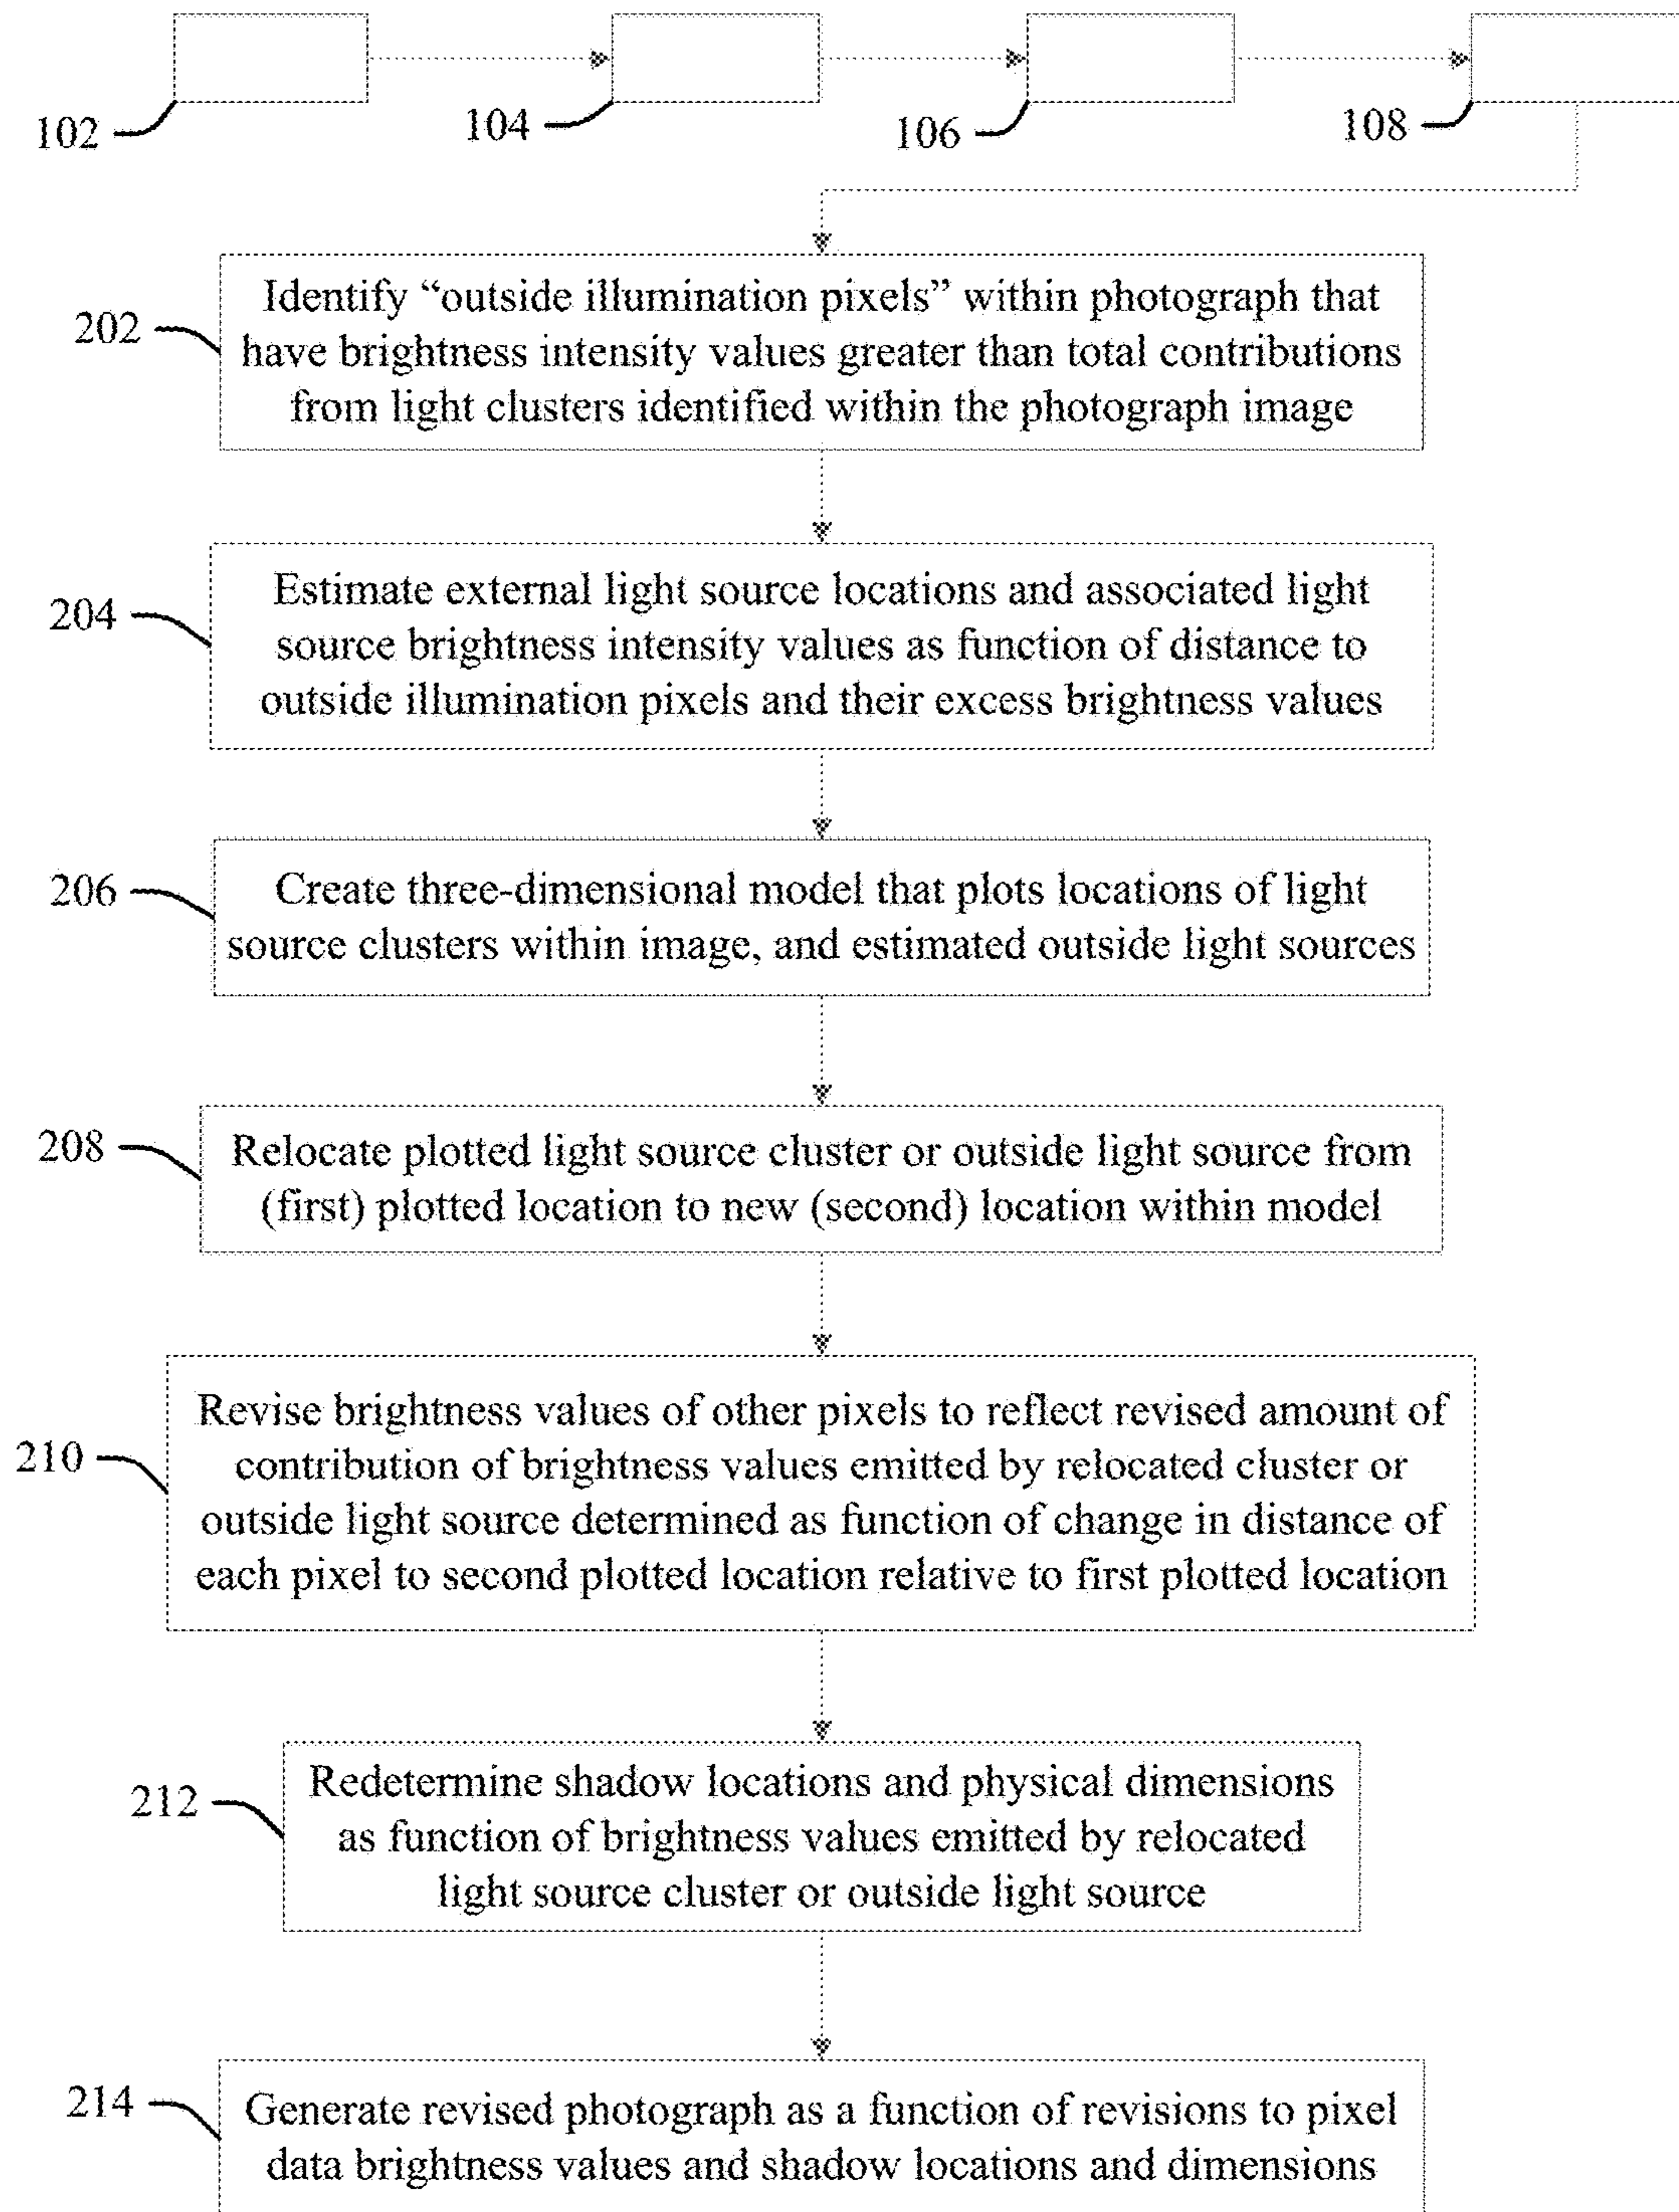 102
104
106
108
202
Identify “outside illumination pixels” within photograph that
have brightness intensity values greater than total contributions
from light clusters identified within the photograph image
204
Estimate external light source locations and associated light
source brightness intensity values as function of distance to
outside illumination pixels and their excess brightness values
206
Create three-dimensional model that plots locations of light
source clusters within image, and estimated outside light sources
208
Relocate plotted light source cluster or outside light source from
(first) plotted location to new (second) location within model
210
Revise brightness values of other pixels to reflect revised amount of
contribution of brightness values emitted by relocated cluster or
outside light source determined as function of change in distance of
each pixel to second plotted location relative to first plotted location
212
Redetermine shadow locations and physical dimensions
as function of brightness values emitted by relocated
light source cluster or outside light source
214
Generate revised photograph as a function of revisions to pixel
data brightness values and shadow locations and dimensions